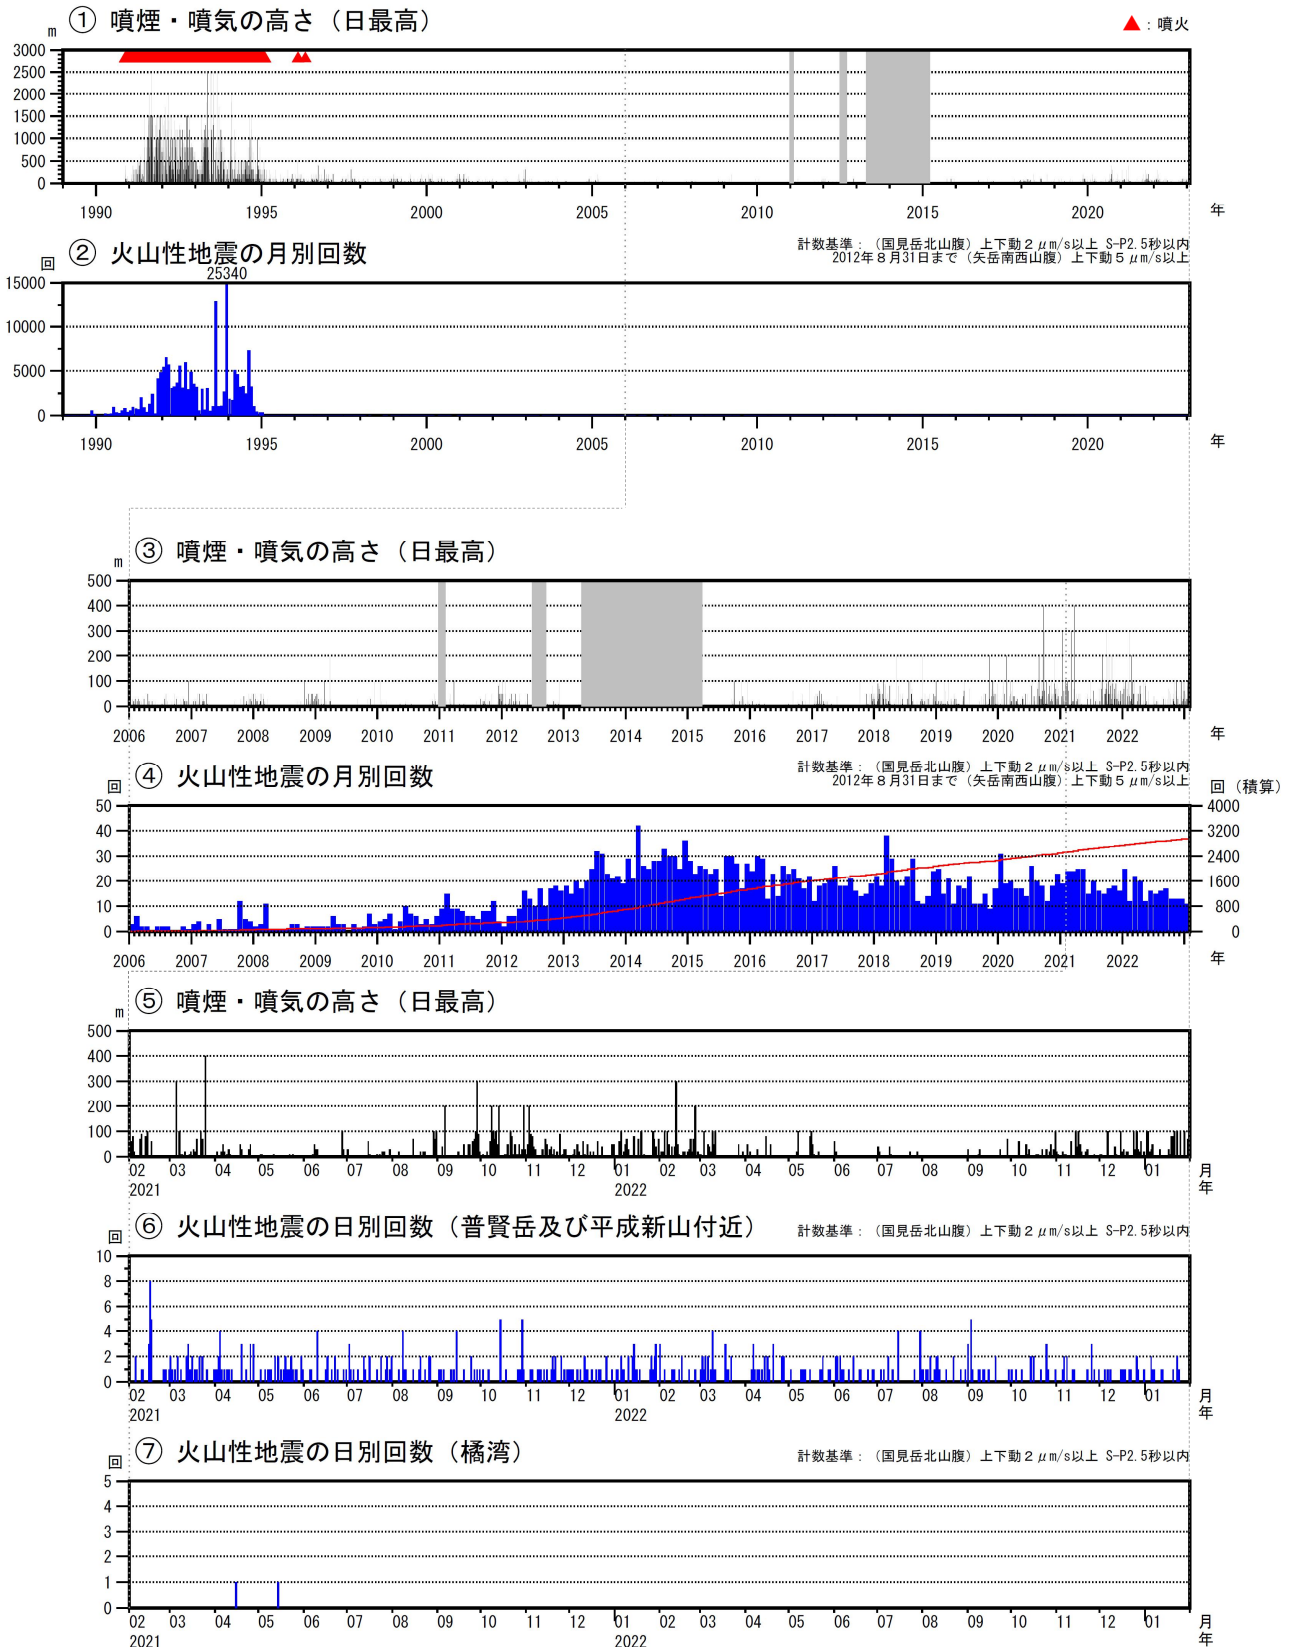 ① 噴煙・噴気の高さ（日最高）
▲：噴火
m
3000
2500
2000
1500
1000
500
0
1990 1995 2000 2005 2010 2015 2020 年
② 火山性地震の月別回数
計数基準：（国見岳北山腹）上下動２μm/s以上 S-P2.5秒以内
2012年８月31日まで（矢岳南西山腹）上下動５μm/s以上
回
25340
15000
10000
5000
0
1990 1995 2000 2005 2010 2015 2020 年
③ 噴煙・噴気の高さ（日最高）
m
500
400
300
200
100
0
2006 2007 2008 2009 2010 2011 2012 2013 2014 2015 2016 2017 2018 2019 2020 2021 2022 年
④ 火山性地震の月別回数
計数基準：（国見岳北山腹）上下動２μm/s以上 S-P2.5秒以内
2012年８月31日まで（矢岳南西山腹）上下動５μm/s以上
回 回（積算）
50 4000
40 3200
30 2400
20 1600
10 800
0 0
2006 2007 2008 2009 2010 2011 2012 2013 2014 2015 2016 2017 2018 2019 2020 2021 2022 年
⑤ 噴煙・噴気の高さ（日最高）
m
500
400
300
200
100
0
02 03 04 05 06 07 08 09 10 11 12 01 02 03 04 05 06 07 08 09 10 11 12 01 月
2021 2022 年
⑥ 火山性地震の日別回数（普賢岳及び平成新山付近）
計数基準：（国見岳北山腹）上下動２μm/s以上 S-P2.5秒以内
回
10
8
6
4
2
0
02 03 04 05 06 07 08 09 10 11 12 01 02 03 04 05 06 07 08 09 10 11 12 01 月
2021 2022 年
⑦ 火山性地震の日別回数（橘湾）
計数基準：（国見岳北山腹）上下動２μm/s以上 S-P2.5秒以内
回
5
4
3
2
1
0
02 03 04 05 06 07 08 09 10 11 12 01 02 03 04 05 06 07 08 09 10 11 12 01 月
2021 2022 年